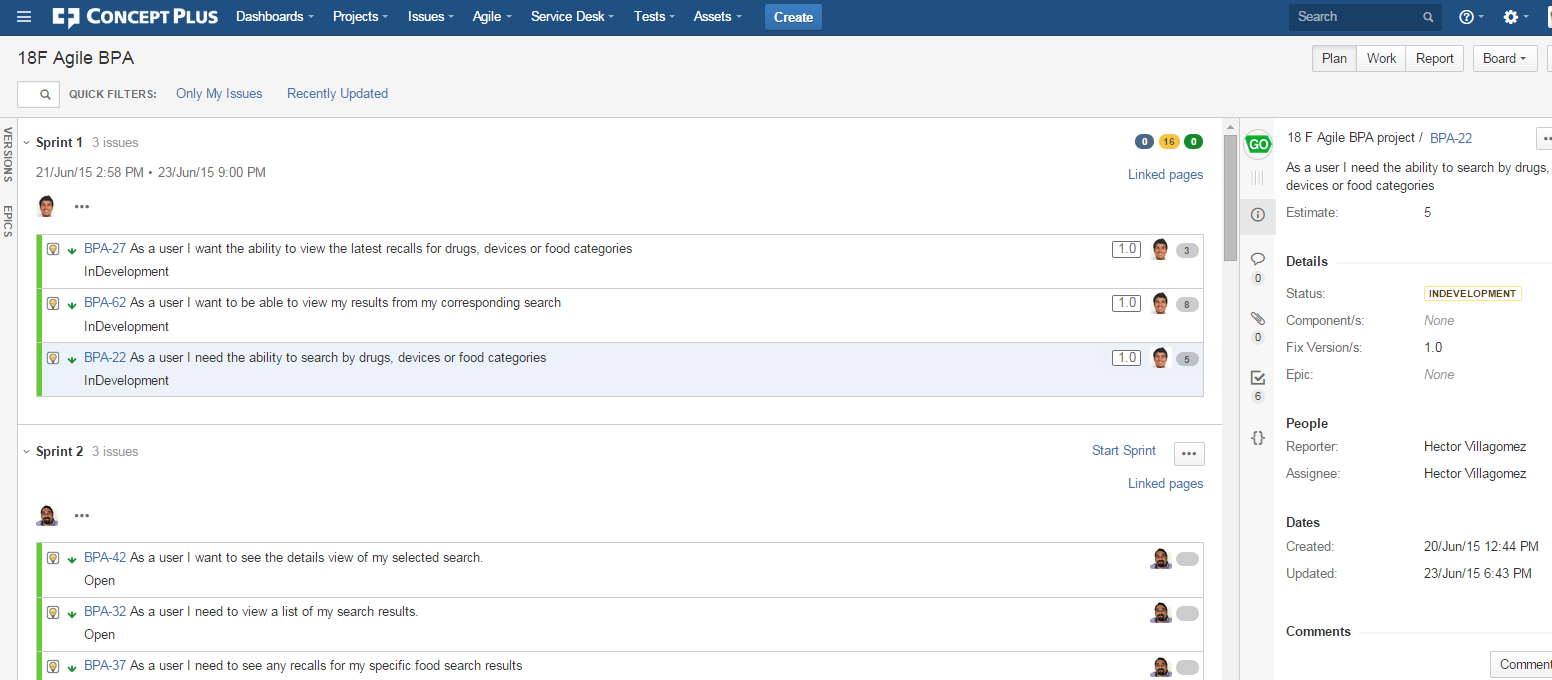 CONCEPT PLUS Dashboards Projects Issues Agile Service Desk Tests Assets Create Search
18F Agile BPA
Plan Work Report Board
QUICK FILTERS: Only My Issues Recently Updated
VERSIONS
EPICS
Sprint 1 3 issues
0 16 0
21/Jun/15 2:58 PM • 23/Jun/15 9:00 PM
Linked pages
•••
BPA-27 As a user I want the ability to view the latest recalls for drugs, devices or food categories 1.0 3
InDevelopment
BPA-62 As a user I want to be able to view my results from my corresponding search 1.0 8
InDevelopment
BPA-22 As a user I need the ability to search by drugs, devices or food categories 1.0 5
InDevelopment
Sprint 2 3 issues
Start Sprint •••
Linked pages
•••
BPA-42 As a user I want to see the details view of my selected search.
Open
BPA-32 As a user I need to view a list of my search results.
Open
BPA-37 As a user I need to see any recalls for my specific food search results
GO
0
0
6
{}
18 F Agile BPA project / BPA-22
As a user I need the ability to search by drugs,
devices or food categories
Estimate: 5
Details
Status: INDEVELOPMENT
Component/s: None
Fix Version/s: 1.0
Epic: None
People
Reporter: Hector Villagomez
Assignee: Hector Villagomez
Dates
Created: 20/Jun/15 12:44 PM
Updated: 23/Jun/15 6:43 PM
Comments
Comment